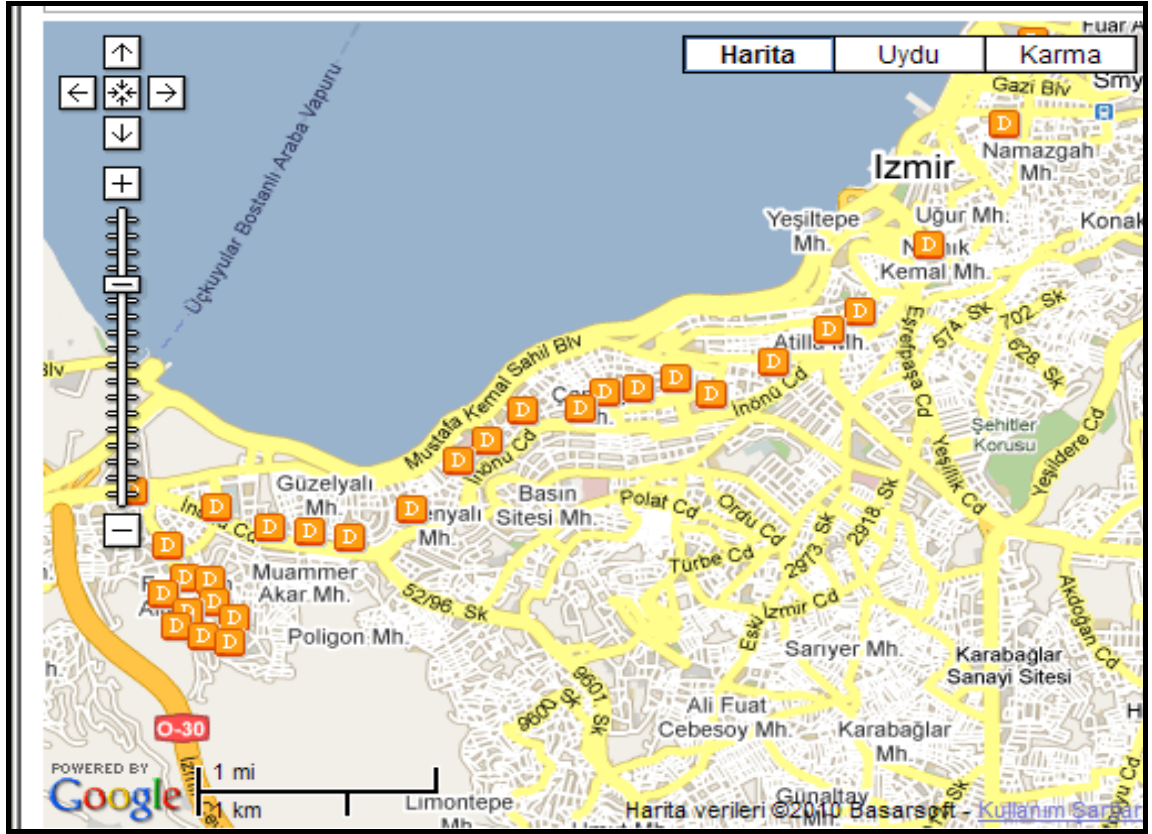 Fuar A
Harita
Uydu
Karma
Gazi Blv
Smy
Namazgah
Mh.
Izmir
Üçkuyular Bostanlı Araba Vapuru
Yeşiltepe
Mh.
Uğur Mh.
Konak
Kemal Mh.
Eşrefpaşa Cd
574. Sk
702. Sk
628. Sk
Atilla Mh.
Blv
Mustafa Kemal Sahil Blv
İnönü Cd
Şehitler
Korusu
Yeşildere Cd
Yeşillik Cd
İnönü Cd
Güzelyalı
Mh.
Basın
Sitesi Mh.
Mh.
Polat Cd
Ordu Cd
2973. Sk
2918. Sk
Türbe Cd
Muammer
Akar Mh.
52/96. Sk
Eski İzmir Cd
Akdoğan Cd
Poligon Mh.
Sarıyer Mh.
Karabağlar
Sanayi Sitesi
h.
9601. Sk
9600. Sk
Ali Fuat
Cebesoy Mh.
Karabağlar
Mh.
O-30
POWERED BY
Google
1 mi
1 km
Limontepe
Mh.
Günaltay
Mh.
Harita verileri ©2010 Basarsoft - Kullanım Şartlar